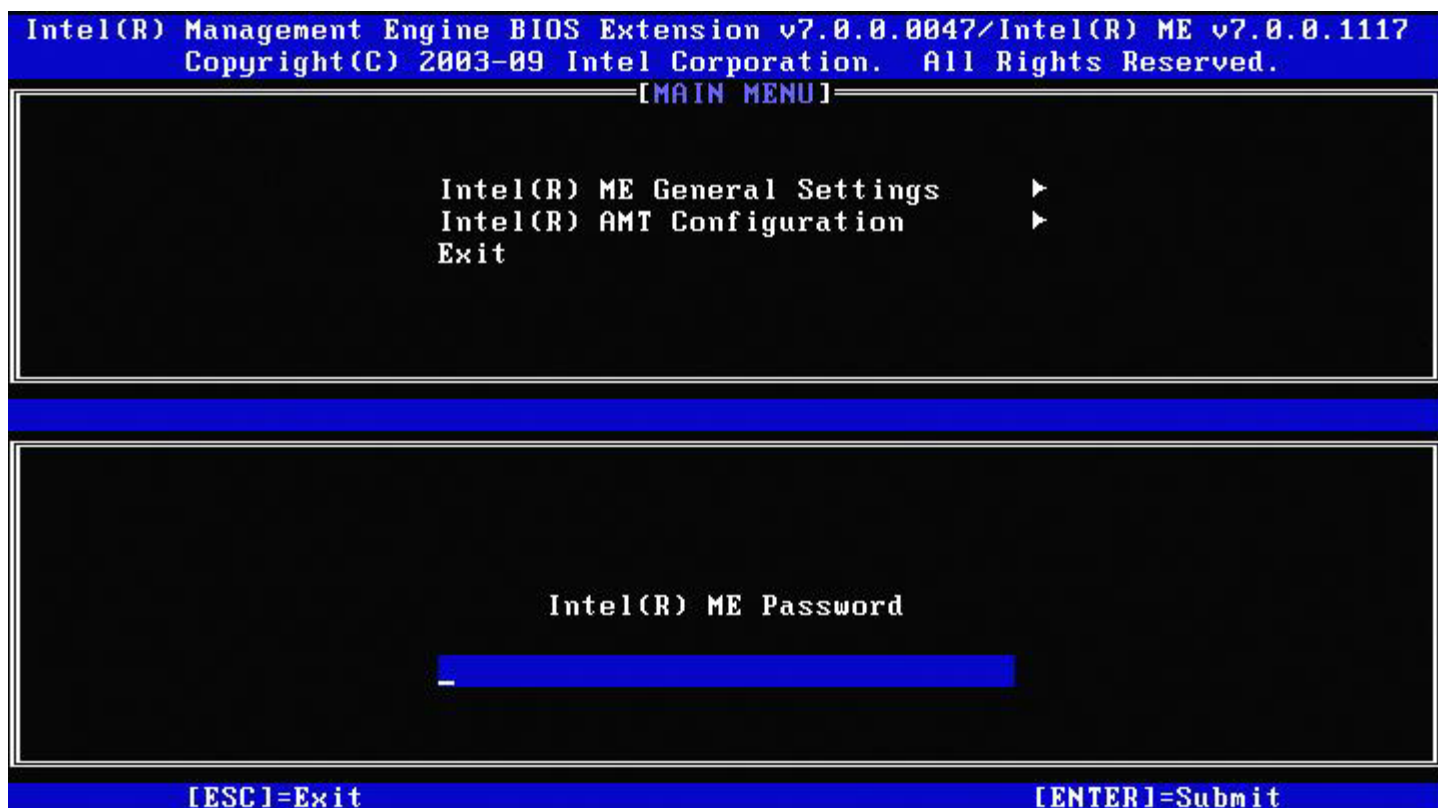 Intel(R) Management Engine BIOS Extension v7.0.0.0047/Intel(R) ME v7.0.0.1117
Copyright(C) 2003-09 Intel Corporation. All Rights Reserved.
[MAIN MENU]
Intel(R) ME General Settings ►
Intel(R) AMT Configuration ►
Exit
Intel(R) ME Password
_
[ESC]=Exit [ENTER]=Submit